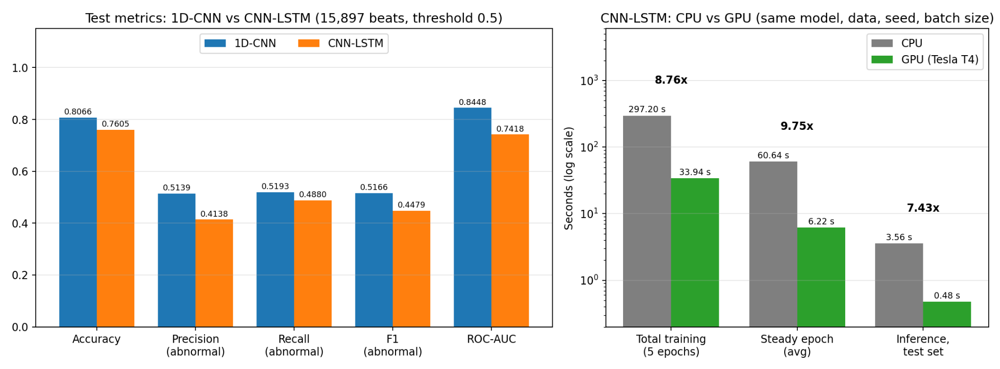 Test metrics: 1D-CNN vs CNN-LSTM (15,897 beats, threshold 0.5)
1D-CNN
CNN-LSTM
1.0
0.8
0.6
0.4
0.2
0.0
0.8066
0.7605
0.5139
0.4138
0.5193
0.4880
0.5166
0.4479
0.8448
0.7418
Accuracy
Precision
(abnormal)
Recall
(abnormal)
F1
(abnormal)
ROC-AUC
CNN-LSTM: CPU vs GPU (same model, data, seed, batch size)
CPU
GPU (Tesla T4)
Seconds (log scale)
10³
10²
10¹
10⁰
8.76x
297.20 s
33.94 s
9.75x
60.64 s
6.22 s
7.43x
3.56 s
0.48 s
Total training
(5 epochs)
Steady epoch
(avg)
Inference,
test set